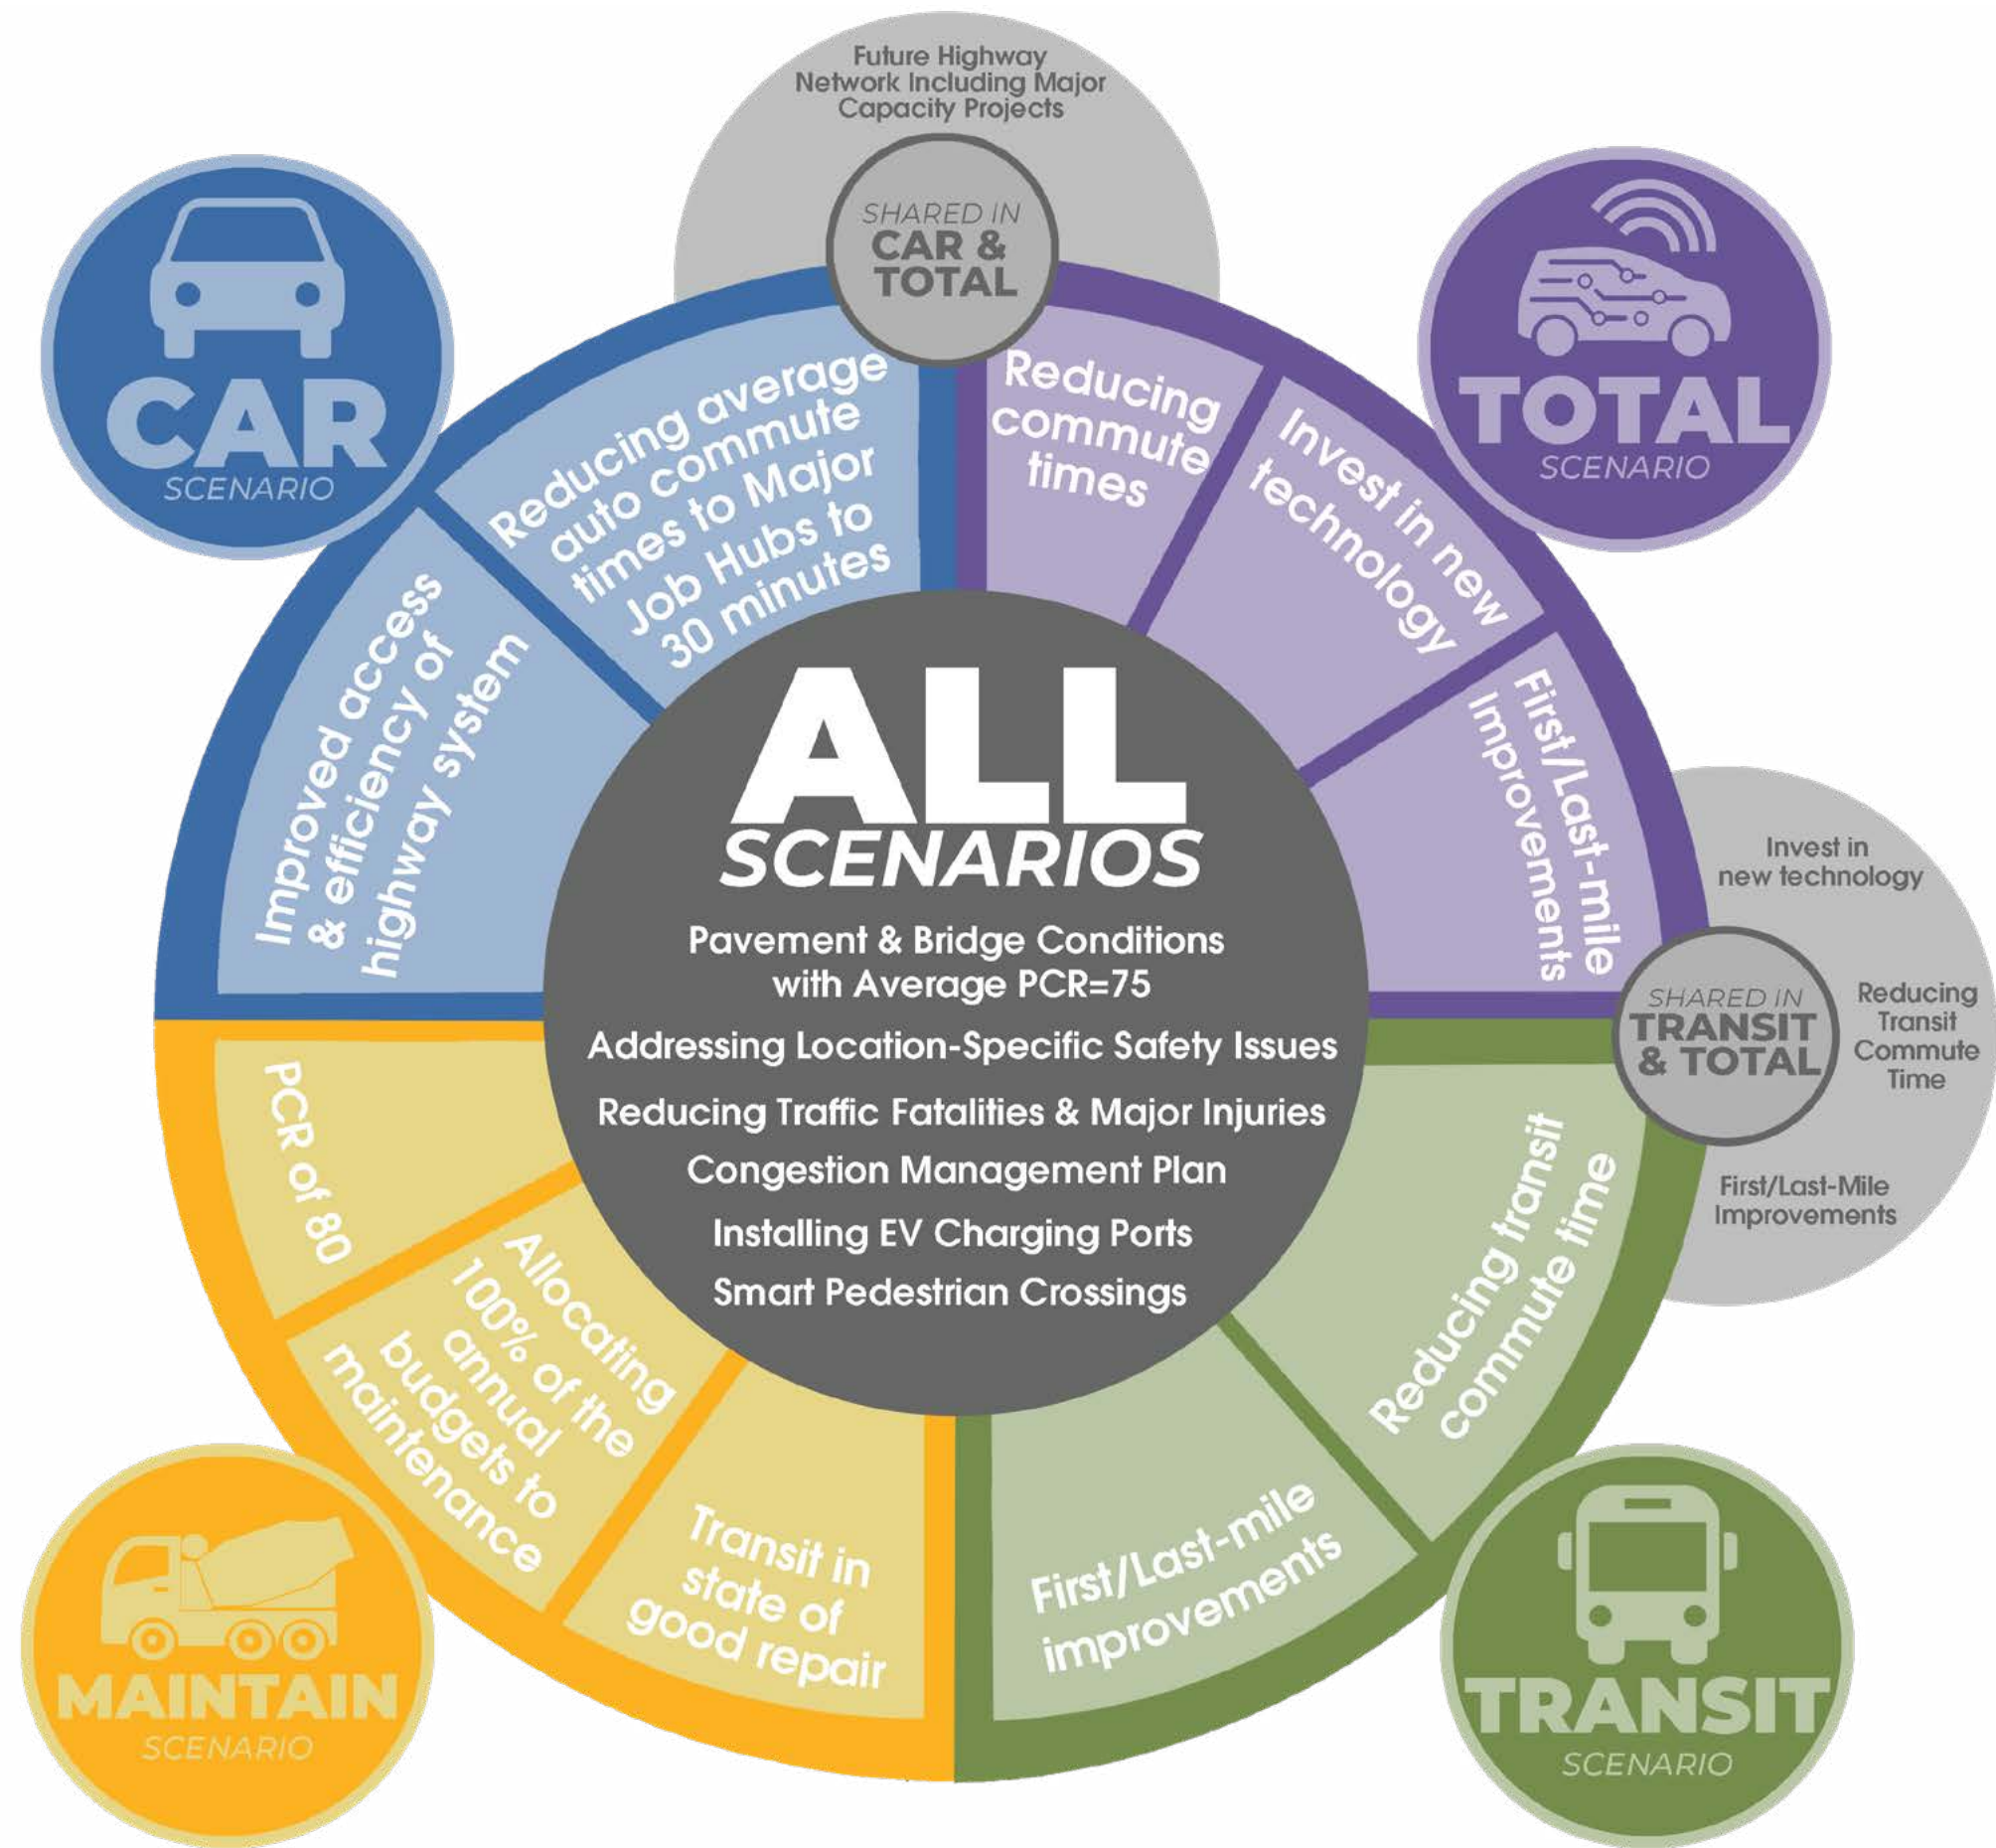 Future Highway
Network Including Major
Capacity Projects
SHARED IN
CAR &
TOTAL
CAR
SCENARIO
TOTAL
SCENARIO
Reducing average
auto commute
times to Major
Job Hubs to
30 minutes
Reducing
commute
times
Invest in new
technology
First/Last-mile
Improvements
Improved access
& efficiency of
highway system
ALL
SCENARIOS
Pavement & Bridge Conditions
with Average PCR=75
Addressing Location-Specific Safety Issues
Reducing Traffic Fatalities & Major Injuries
Congestion Management Plan
Installing EV Charging Ports
Smart Pedestrian Crossings
Invest in
new technology
SHARED IN
TRANSIT
& TOTAL
Reducing
Transit
Commute
Time
First/Last-Mile
Improvements
PCR of 80
Allocating
100% of the
annual
budgets to
maintenance
Transit in
state of
good repair
First/Last-mile
improvements
Reducing transit
commute time
MAINTAIN
SCENARIO
TRANSIT
SCENARIO